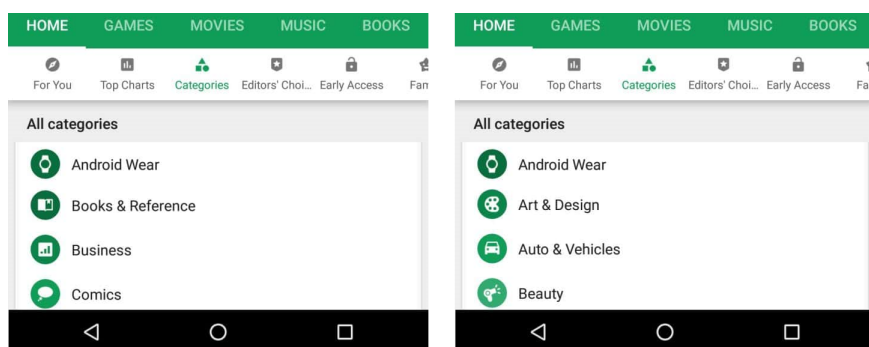 HOME GAMES MOVIES MUSIC BOOKS
For You Top Charts Categories Editors' Choi... Early Access Fam
All categories
Android Wear
Books & Reference
Business
Comics
HOME GAMES MOVIES MUSIC BOOKS
For You Top Charts Categories Editors' Choi... Early Access Fa
All categories
Android Wear
Art & Design
Auto & Vehicles
Beauty